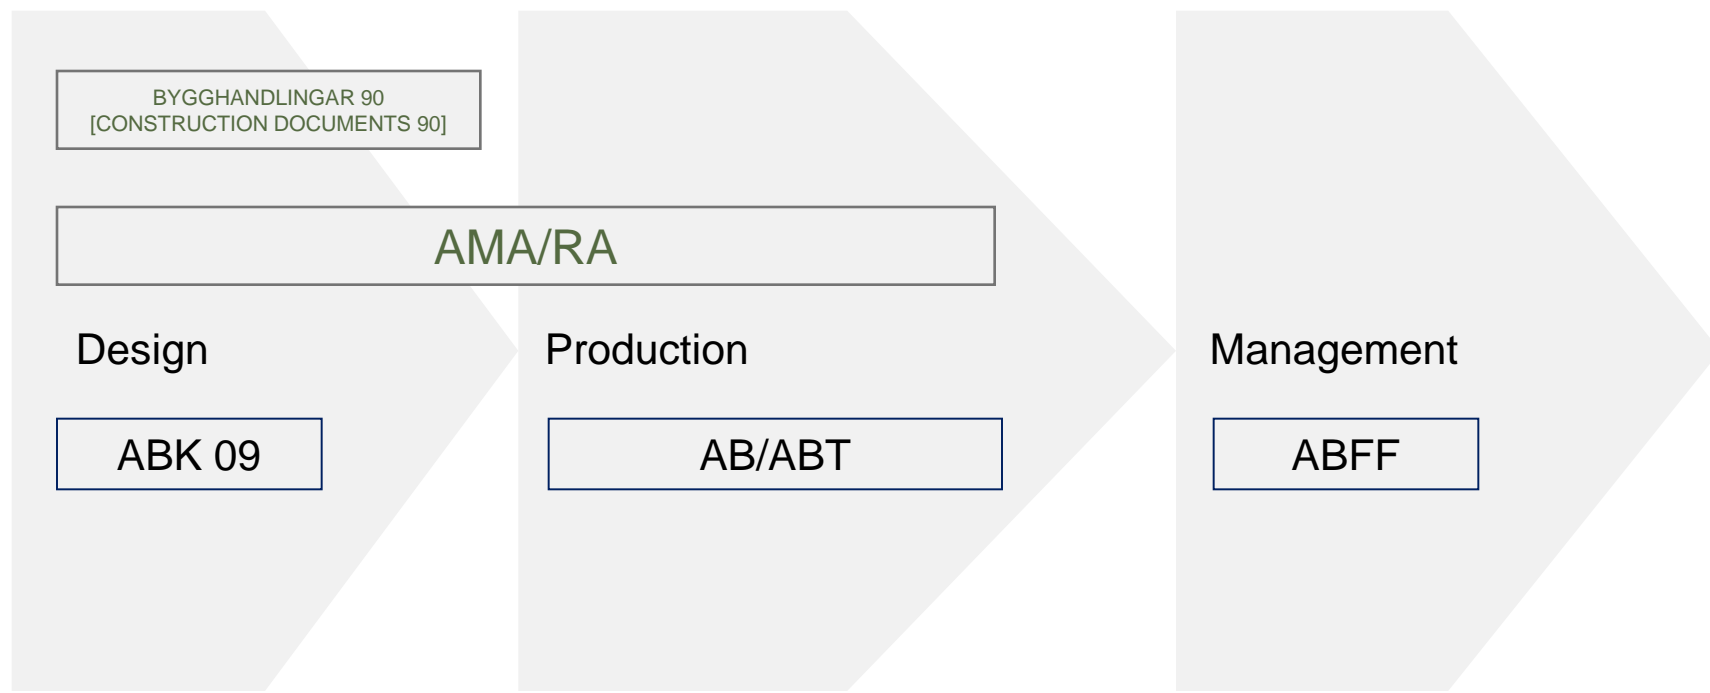 BYGGHANDLINGAR 90
[CONSTRUCTION DOCUMENTS 90]
AMA/RA
Design
Production
Management
ABK 09
AB/ABT
ABFF